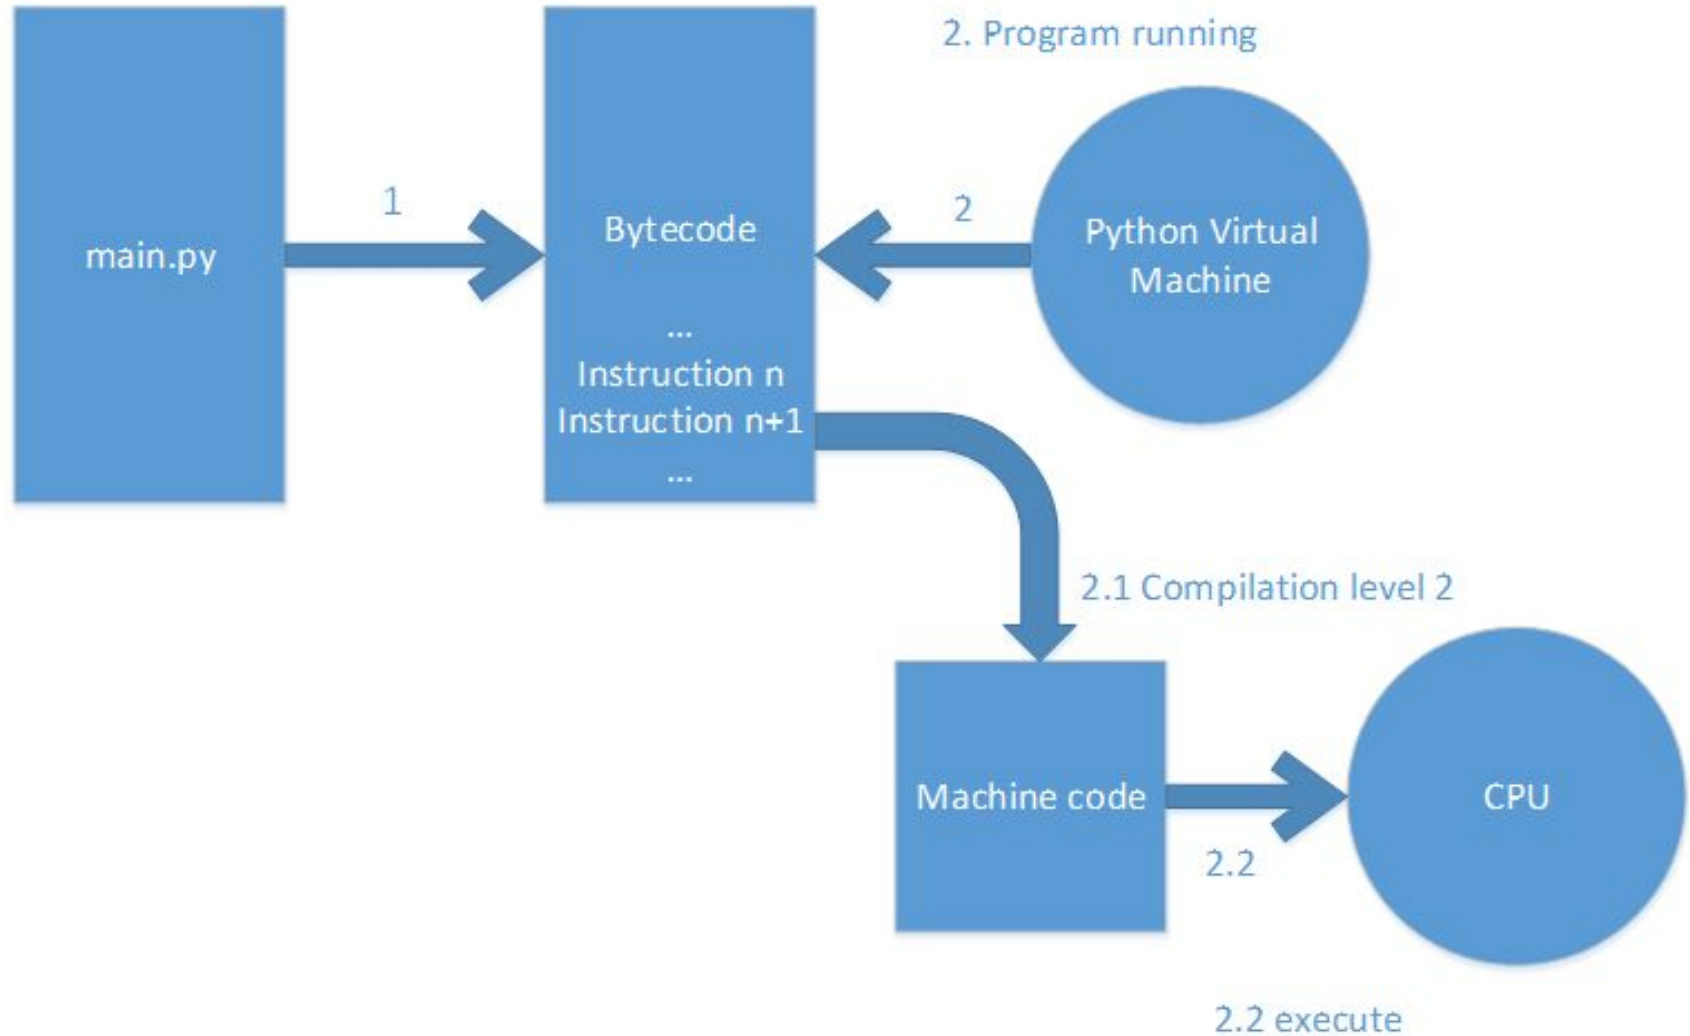 2. Program running
1
2
main.py
Bytecode
Python Virtual
Machine
...
Instruction n
Instruction n+1
...
2.1 Compilation level 2
Machine code
CPU
2.2
2.2 execute